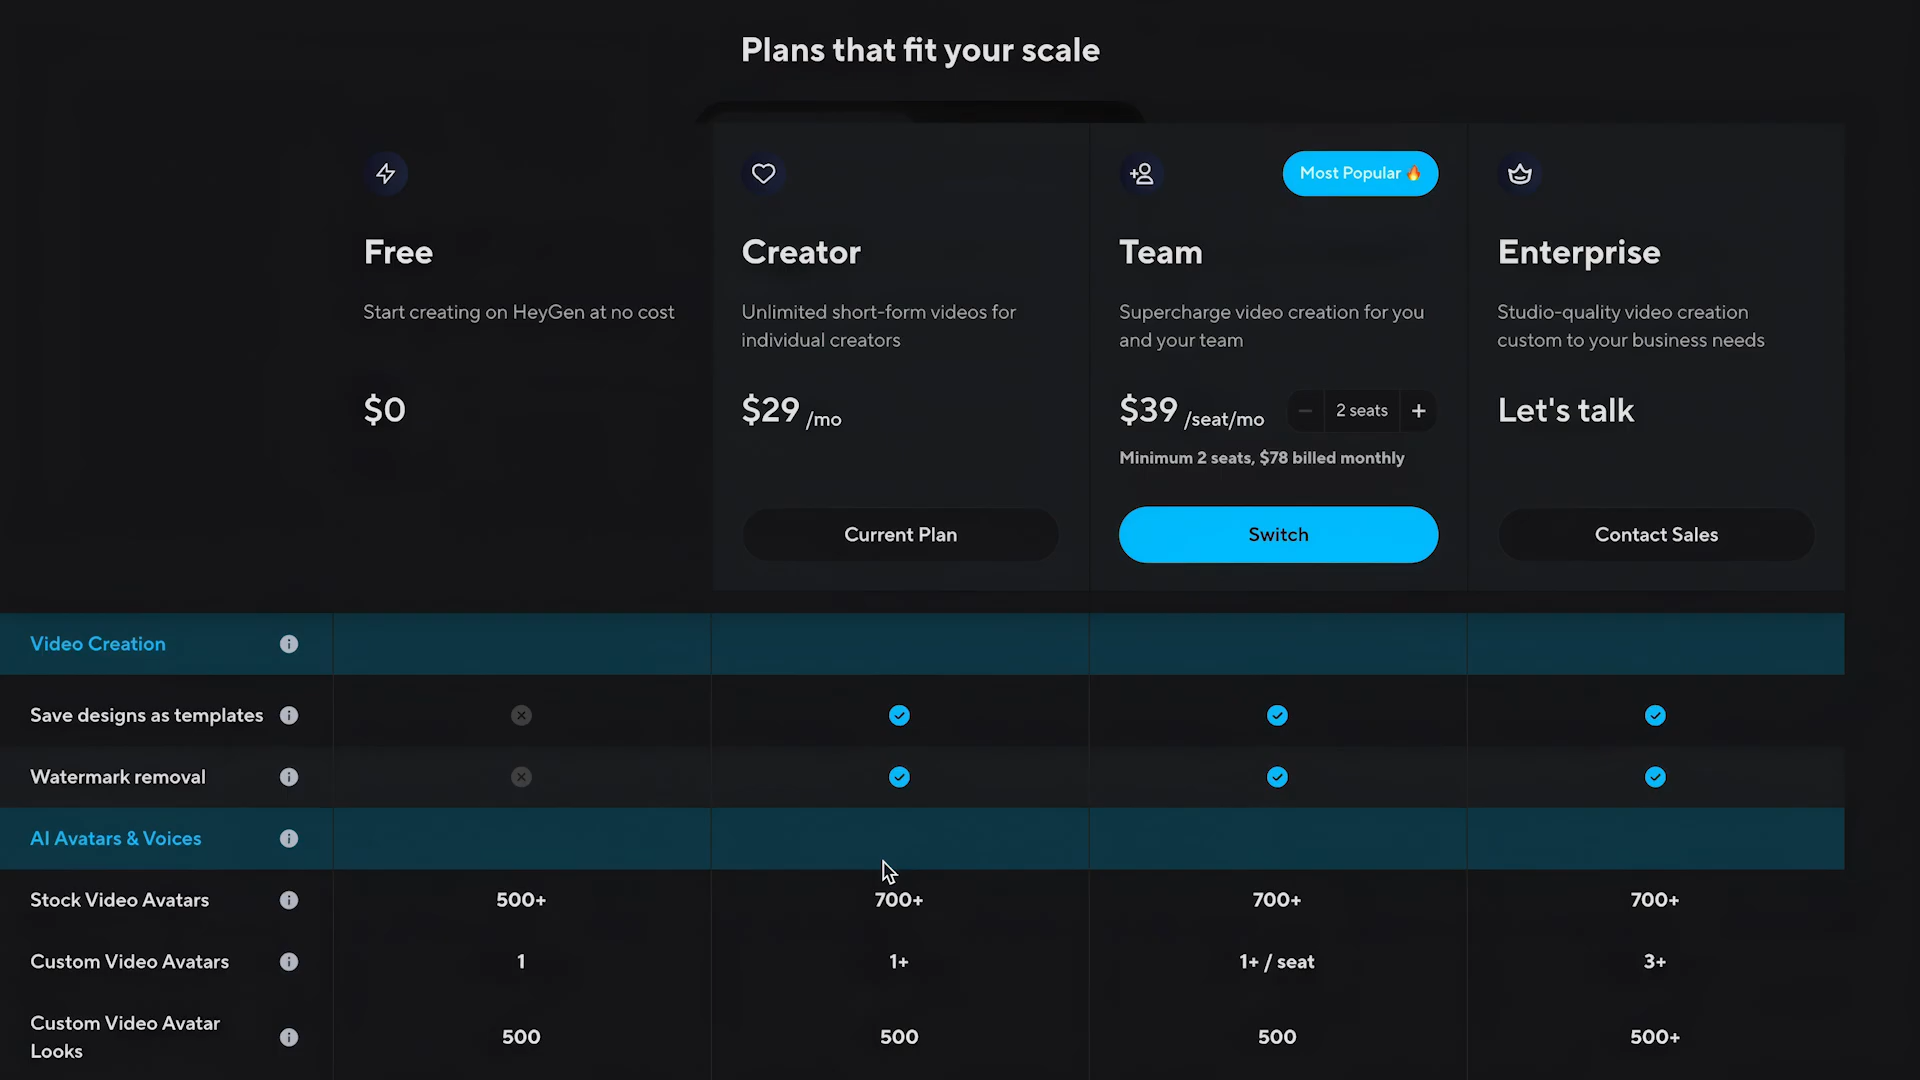 Plans that fit your scale
Free
Start creating on HeyGen at no cost
$0
Creator
Unlimited short-form videos for
individual creators
$29 /mo
Current Plan
Most Popular 🔥
Team
Supercharge video creation for you
and your team
$39 /seat/mo
− 2 seats +
Minimum 2 seats, $78 billed monthly
Switch
Enterprise
Studio-quality video creation
custom to your business needs
Let's talk
Contact Sales
Video Creation
Save designs as templates
Watermark removal
AI Avatars & Voices
Stock Video Avatars 500+ 700+ 700+ 700+
Custom Video Avatars 1 1+ 1+ / seat 3+
Custom Video Avatar
Looks
500 500 500 500+